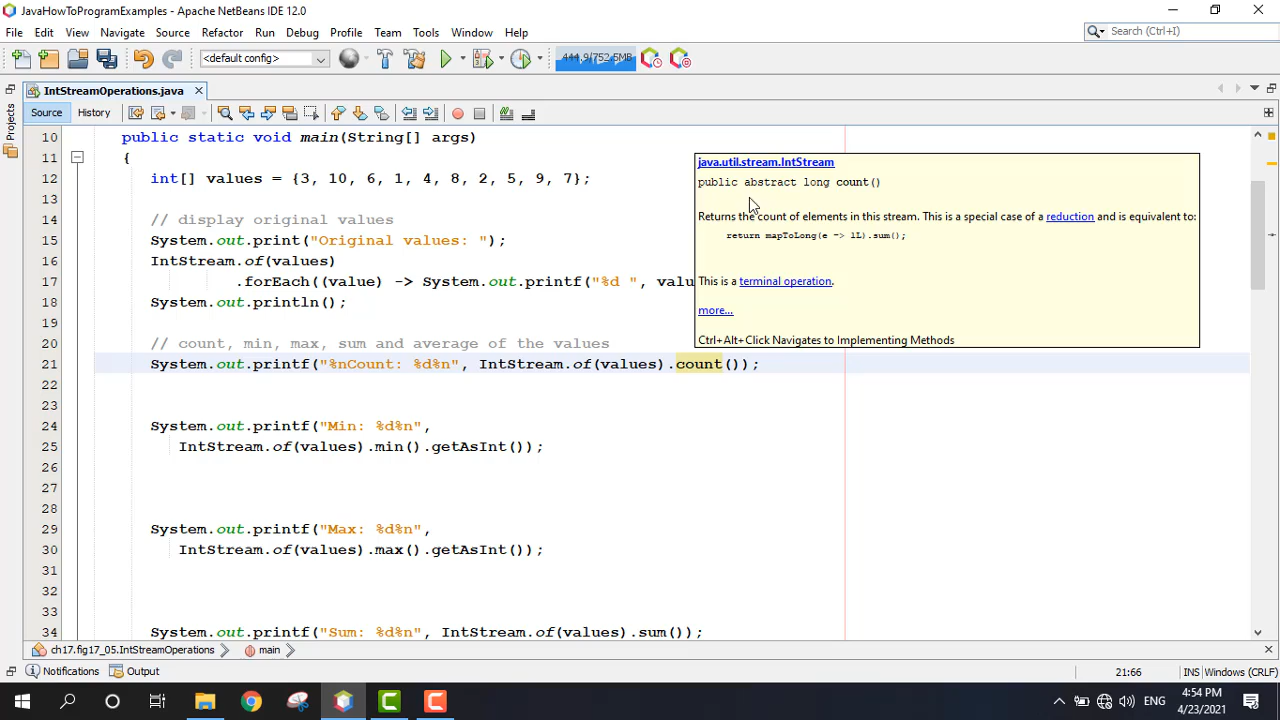 JavaHowToProgramExamples - Apache NetBeans IDE 12.0
File Edit View Navigate Source Refactor Run Debug Profile Team Tools Window Help
Search (Ctrl+I)
<default config>
444,9/752,5MB
IntStreamOperations.java
Projects
Source History
10 public static void main(String[] args)
11 {
12 int[] values = {3, 10, 6, 1, 4, 8, 2, 5, 9, 7};
14 // display original values
15 System.out.print("Original values: ");
16 IntStream.of(values)
17 .forEach((value) -> System.out.printf("%d ", valu
18 System.out.println();
19
20 // count, min, max, sum and average of the values
21 System.out.printf("%nCount: %d%n", IntStream.of(values).count());
22
23
24 System.out.printf("Min: %d%n",
25 IntStream.of(values).min().getAsInt());
26
27
29 System.out.printf("Max: %d%n",
30 IntStream.of(values).max().getAsInt());
31
32
33
34 System.out.printf("Sum: %d%n", IntStream.of(values).sum());
java.util.stream.IntStream
public abstract long count()
Returns the count of elements in this stream. This is a special case of a reduction and is equivalent to:
return mapToLong(e -> 1L).sum();
This is a terminal operation.
more...
Ctrl+Alt+Click Navigates to Implementing Methods
ch17.fig17_05.IntStreamOperations main
Notifications Output
21:66 INS Windows (CRLF)
ENG
4:54 PM
4/23/2021